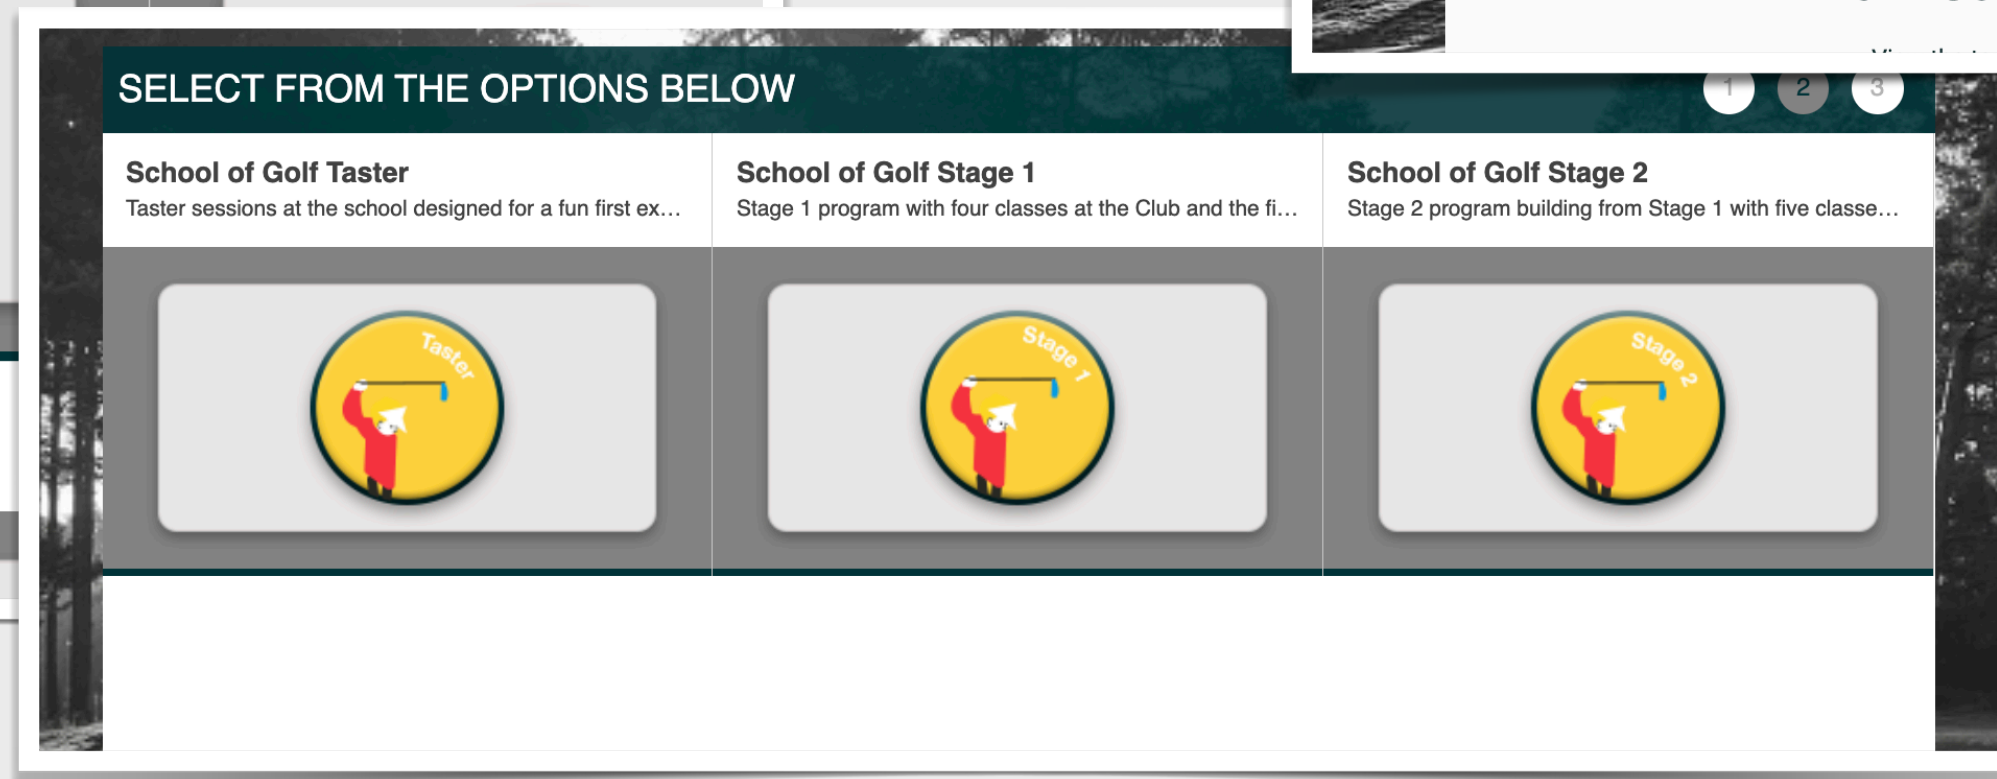 SELECT FROM THE OPTIONS BELOW
1 2 3
School of Golf Taster
Taster sessions at the school designed for a fun first ex...
School of Golf Stage 1
Stage 1 program with four classes at the Club and the fi...
School of Golf Stage 2
Stage 2 program building from Stage 1 with five classe...
Taster
Stage 1
Stage 2